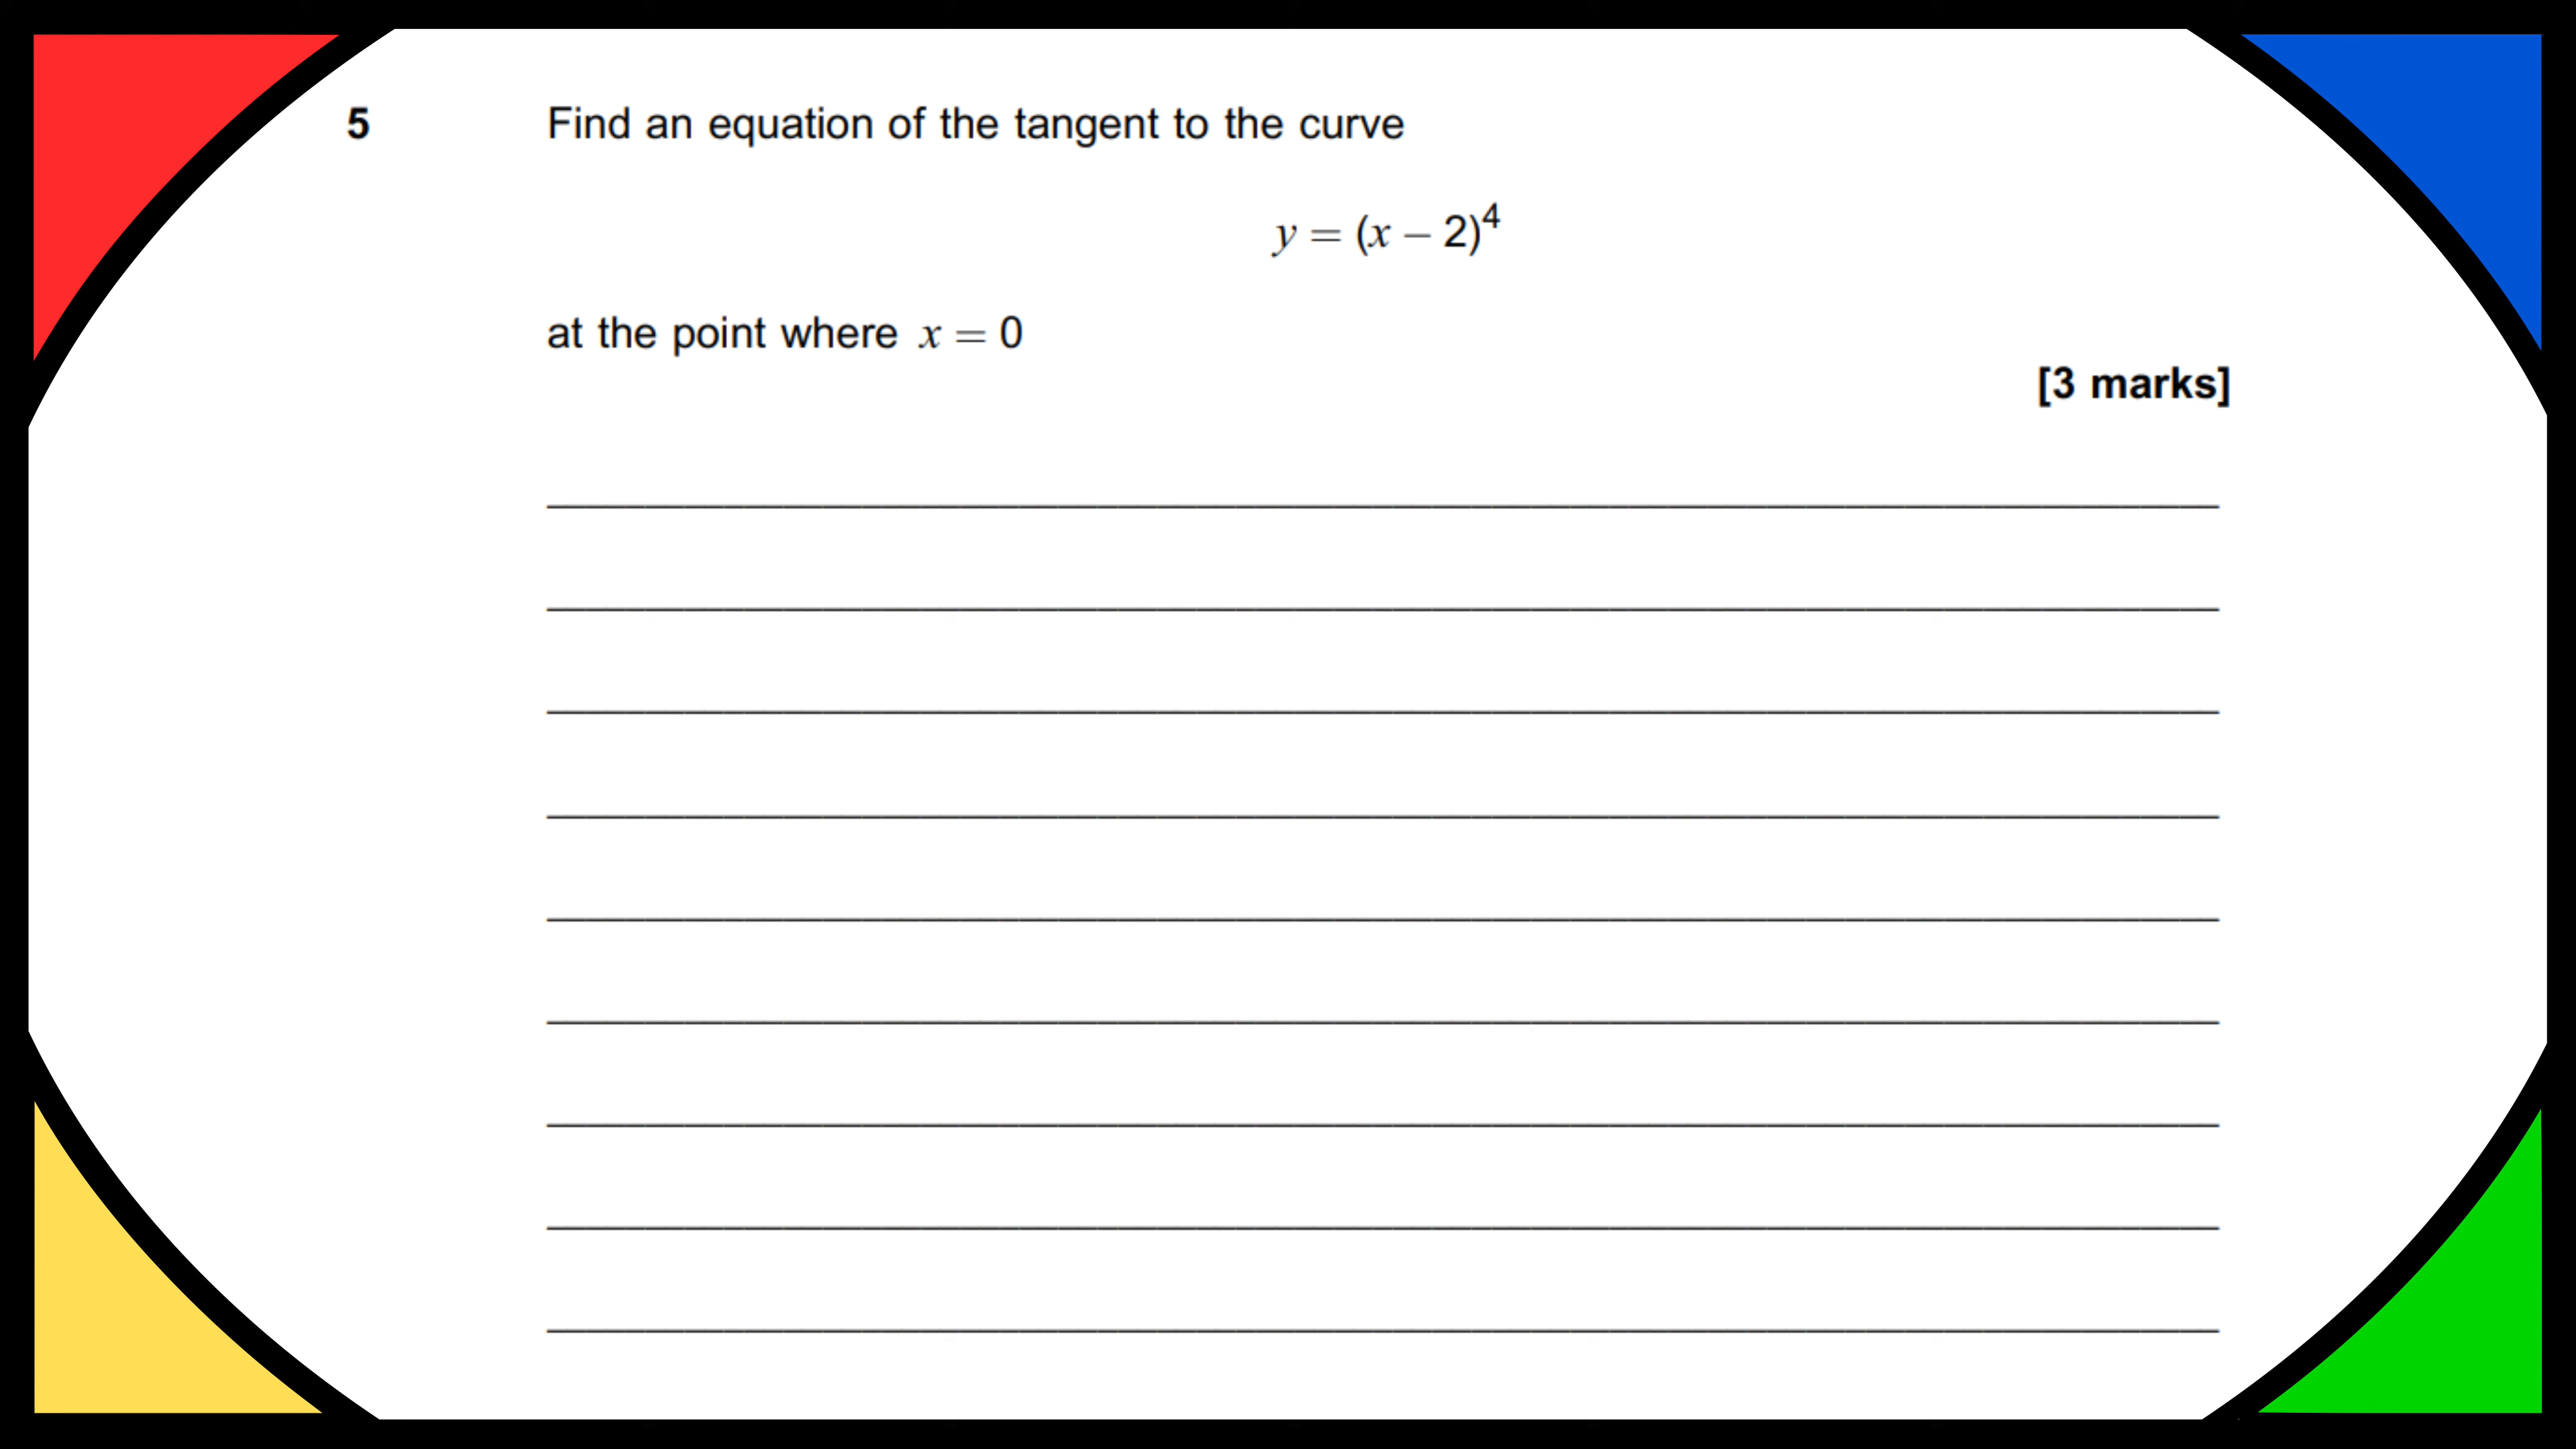 5 Find an equation of the tangent to the curve
y = (x – 2)⁴
at the point where x = 0
[3 marks]